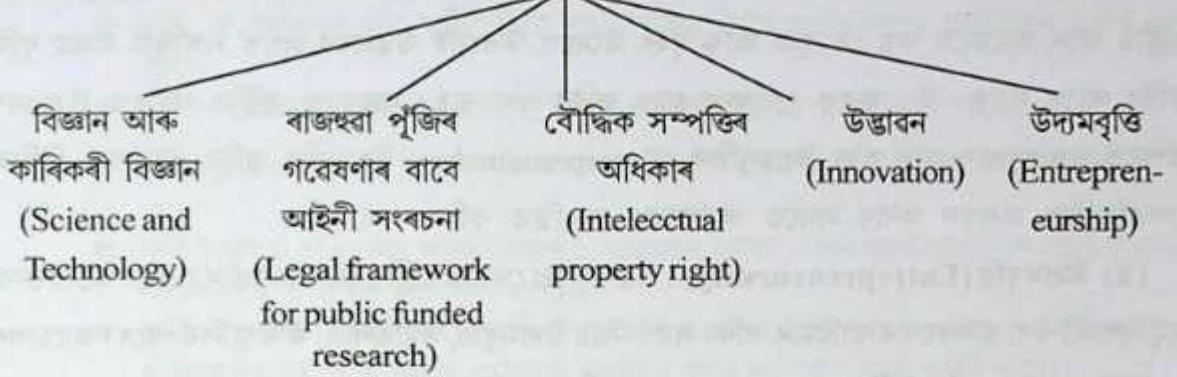 বিজ্ঞান আৰু
কাৰিকৰী বিজ্ঞান
(Science and
Technology)
ৰাজহুৱা পূঁজিৰ
গৱেষণাৰ বাবে
আইনী সংৰচনা
(Legal framework
for public funded
research)
বৌদ্ধিক সম্পত্তিৰ
অধিকাৰ
(Intelecctual
property right)
উদ্ভাৱন
(Innovation)
উদ্যমবৃত্তি
(Entrepren-
eurship)